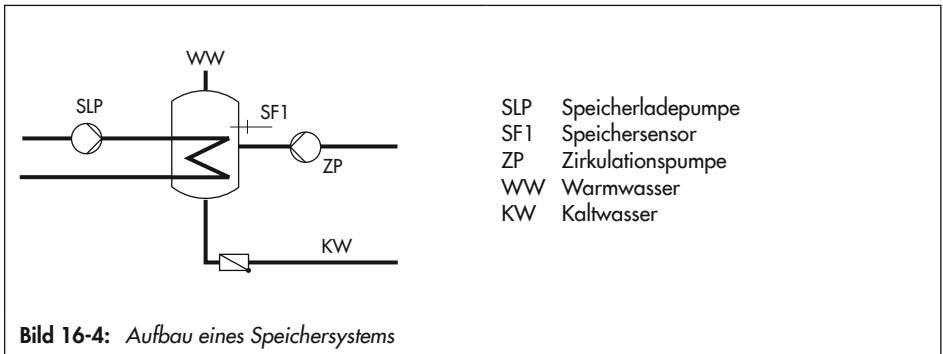 WW
SLP
SF1
ZP
KW
SLP Speicherladepumpe
SF1 Speichersensor
ZP Zirkulationspumpe
WW Warmwasser
KW Kaltwasser
Bild 16-4: Aufbau eines Speichersystems